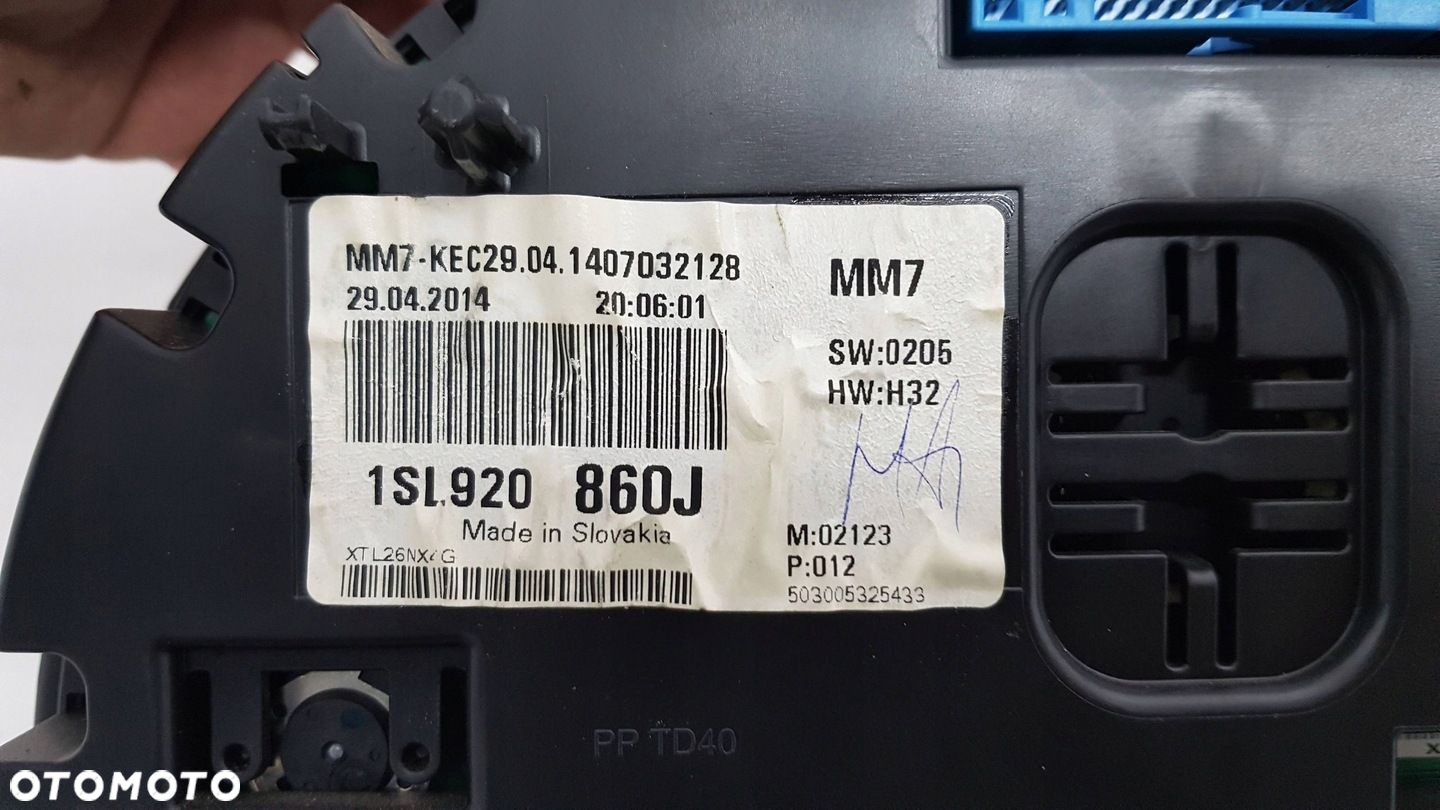 MM7-KEC29.04.1407032128
29.04.2014 20:06:01
MM7
SW:0205
HW:H32
1SL920 860J
Made in Slovakia
M:02123
P:012
503005325433
PP TD40
OTOMOTO